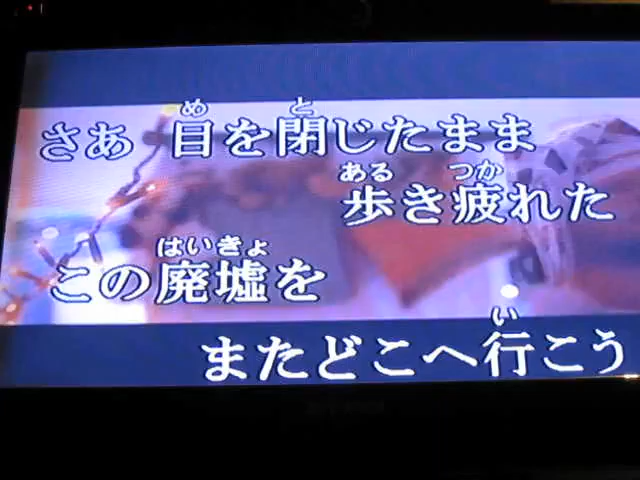 さあ 目を閉じたまま
歩き疲れた
この廃墟を
またどこへ行こう